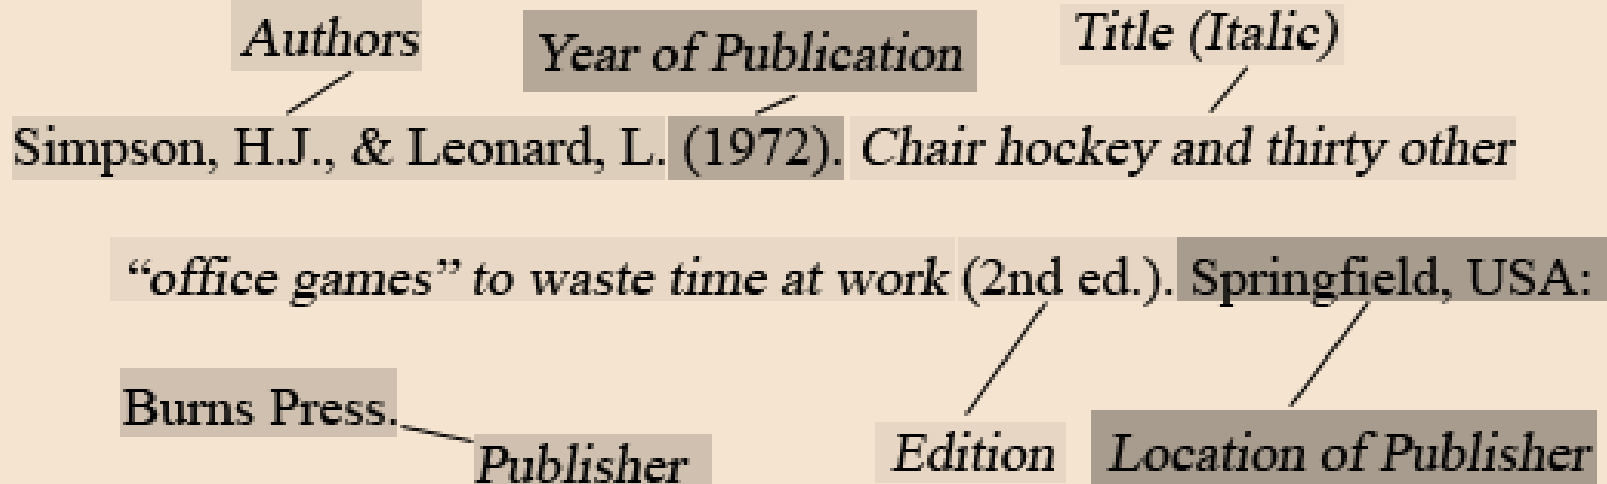 Authors Year of Publication Title (Italic)
Simpson, H.J., & Leonard, L. (1972). Chair hockey and thirty other
“office games” to waste time at work (2nd ed.). Springfield, USA:
Burns Press.
Publisher Edition Location of Publisher